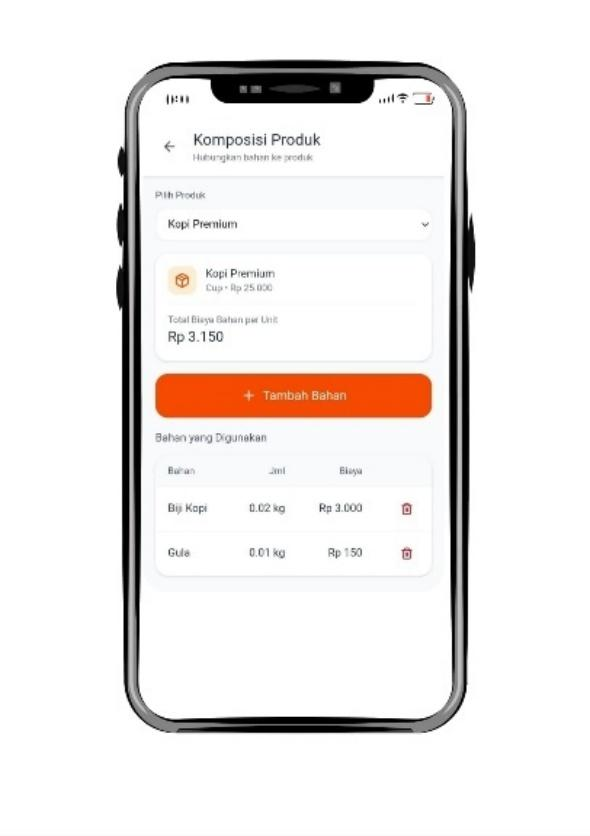 Komposisi Produk
Hubungkan bahan ke produk
Pilih Produk
Kopi Premium
Kopi Premium
Cup • Rp 25.000
Total Biaya Bahan per Unit
Rp 3.150
+ Tambah Bahan
Bahan yang Digunakan
Bahan Jml Biaya
Biji Kopi 0.02 kg Rp 3.000
Gula 0.01 kg Rp 150